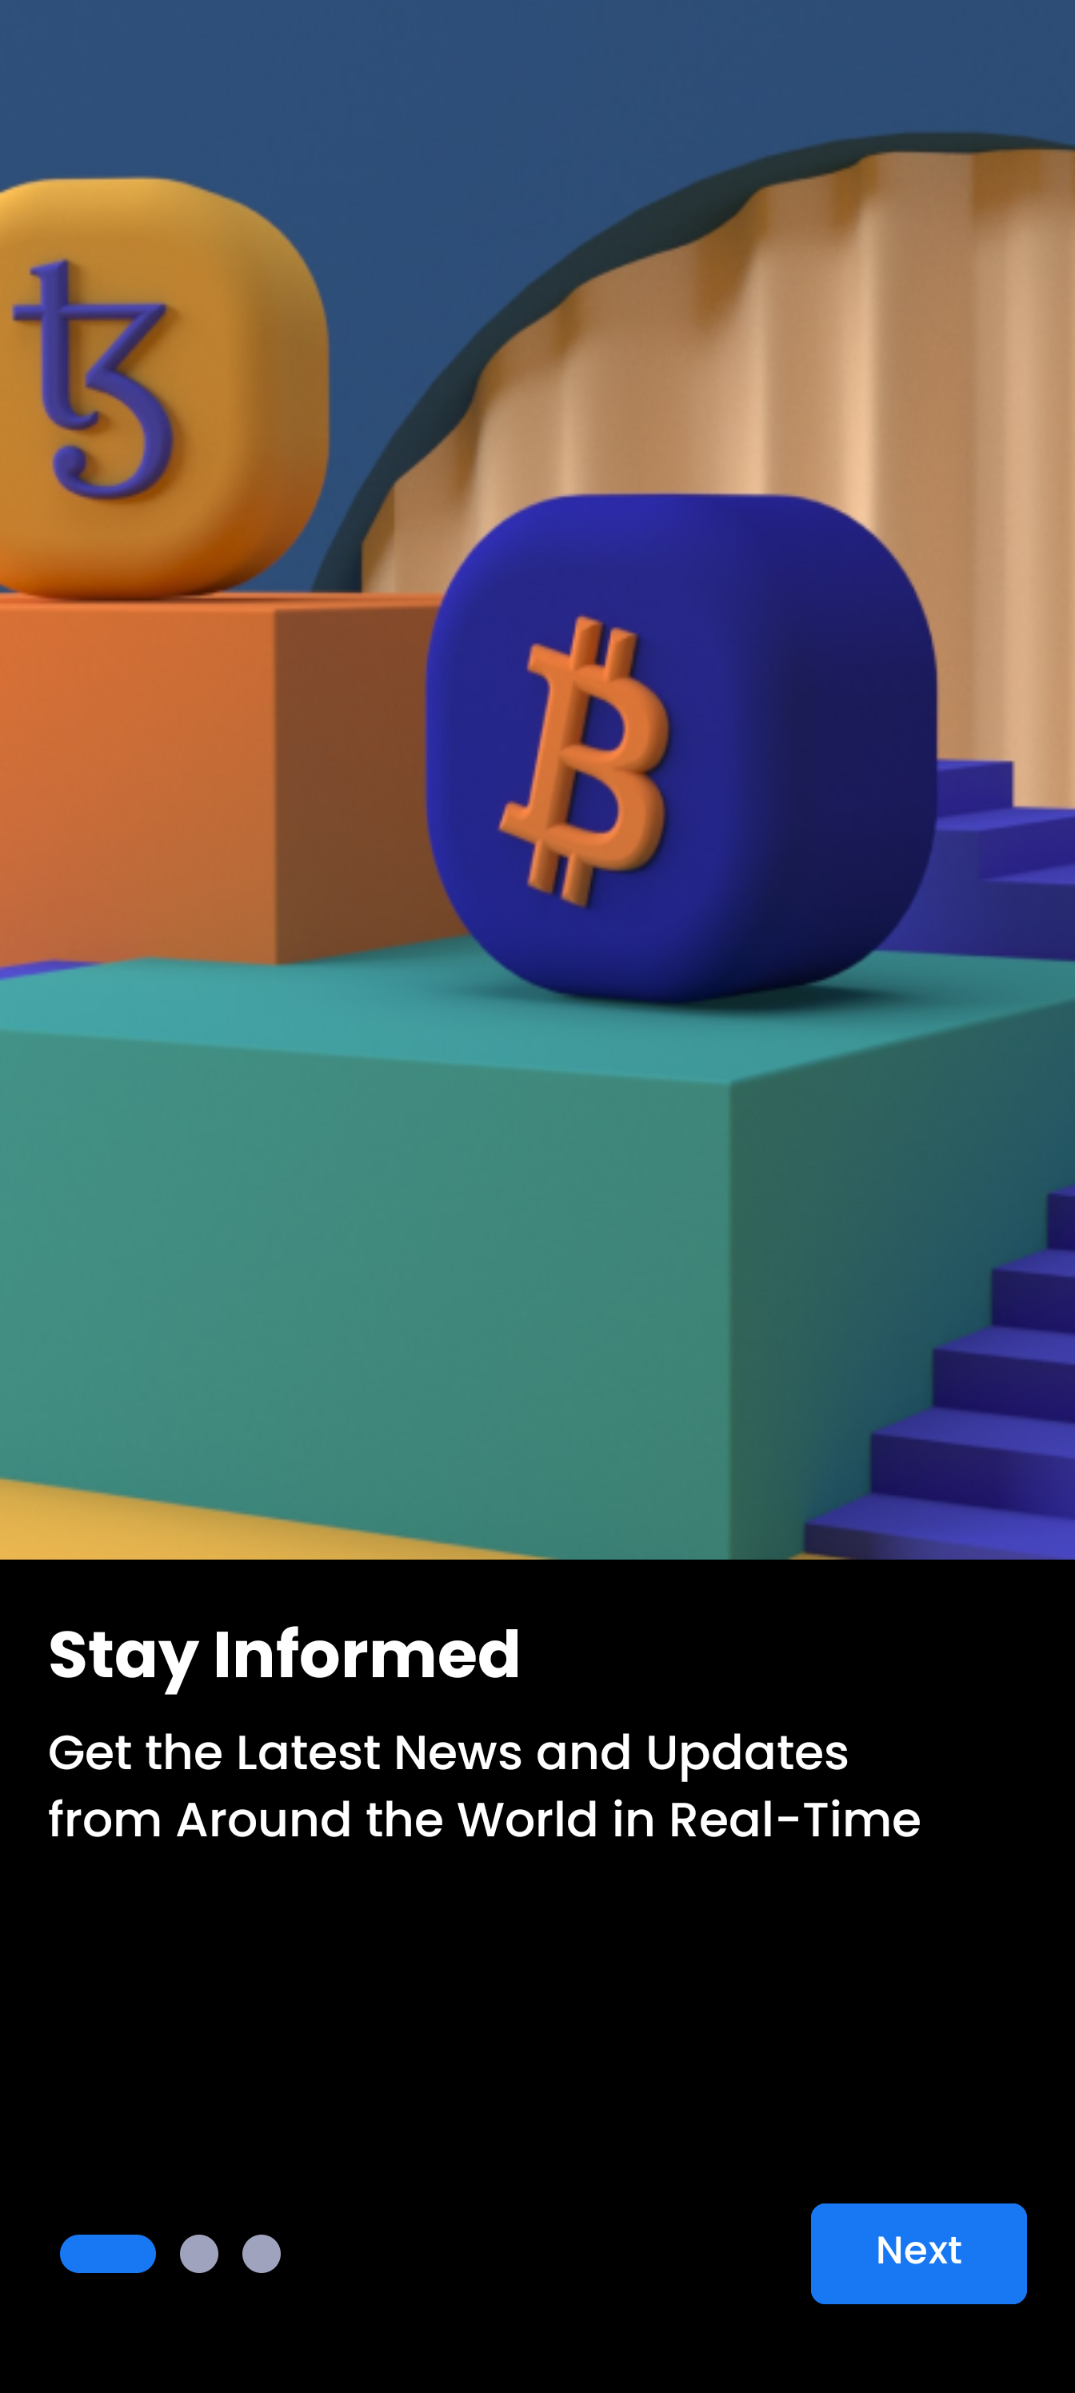 ꜩ
₿
Stay Informed
Get the Latest News and Updates
from Around the World in Real-Time
Next